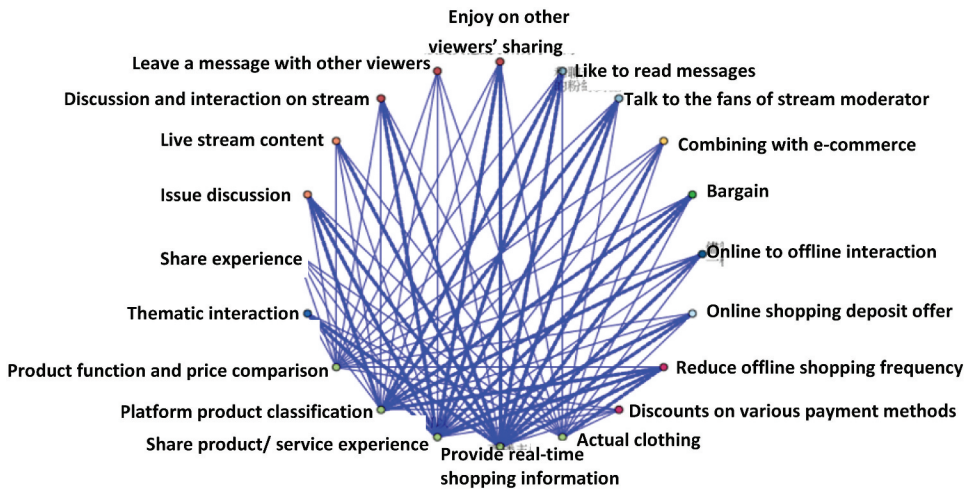 Enjoy on other
viewers’ sharing
Leave a message with other viewers
Like to read messages
Discussion and interaction on stream
Talk to the fans of stream moderator
Live stream content
Combining with e-commerce
Issue discussion
Bargain
Share experience
Online to offline interaction
Thematic interaction
Online shopping deposit offer
Product function and price comparison
Reduce offline shopping frequency
Platform product classification
Discounts on various payment methods
Share product/ service experience
Actual clothing
Provide real-time
shopping information